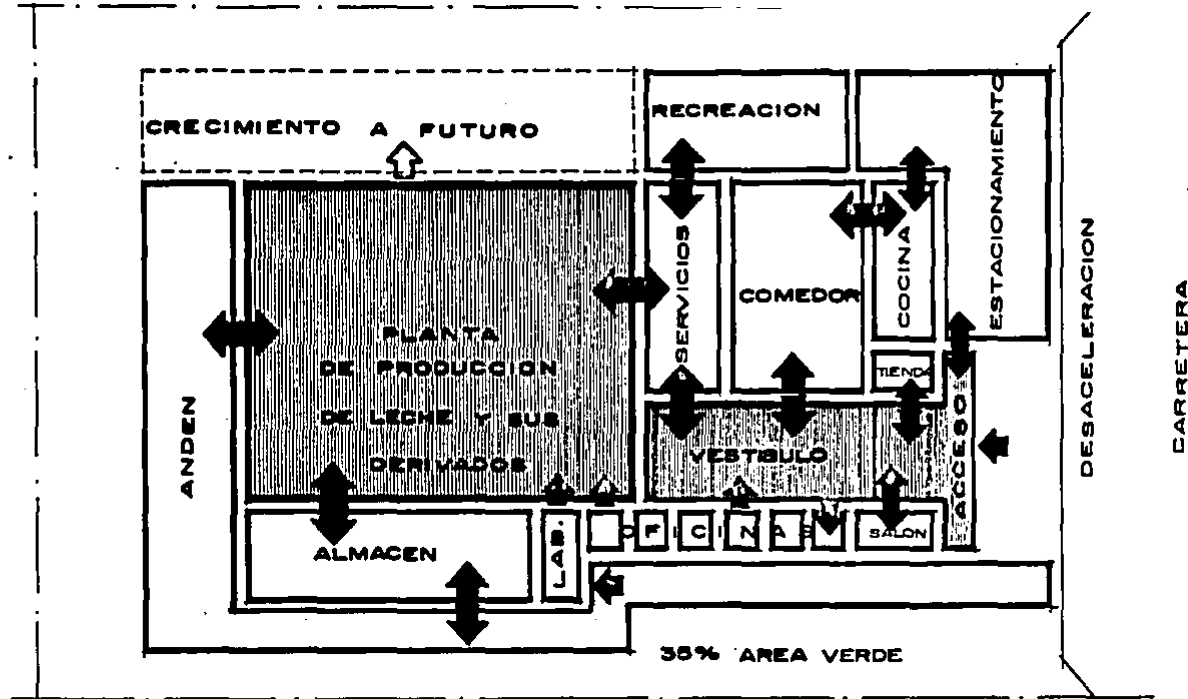 CRECIMIENTO A FUTURO
RECREACION
ESTACIONAMIENTO
SERVICIOS
COMEDOR
COCINA
TIENDA
PLANTA
DE PRODUCCION
DE LECHE Y SUS
DERIVADOS
ANDEN
VESTIBULO
ACCESO
DESACELERACION
CARRETERA
ALMACEN
LAB.
OFICINAS
SALON
35% AREA VERDE